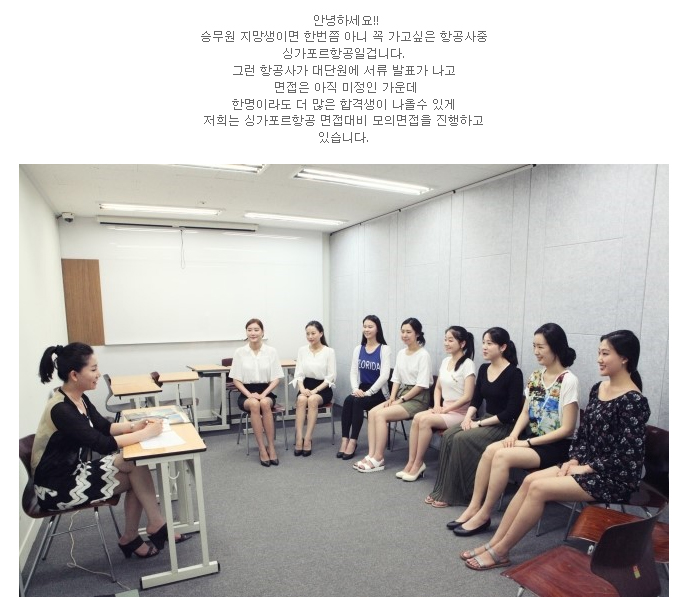 안녕하세요!!
승무원 지망생이면 한번쯤 아니 꼭 가고싶은 항공사중
싱가포르항공일겁니다.
그런 항공사가 대단원에 서류 발표가 나고
면접은 아직 미정인 가운데
한명이라도 더 많은 합격생이 나올수 있게
저희는 싱가포르항공 면접대비 모의면접을 진행하고
있습니다.
FLORIDA